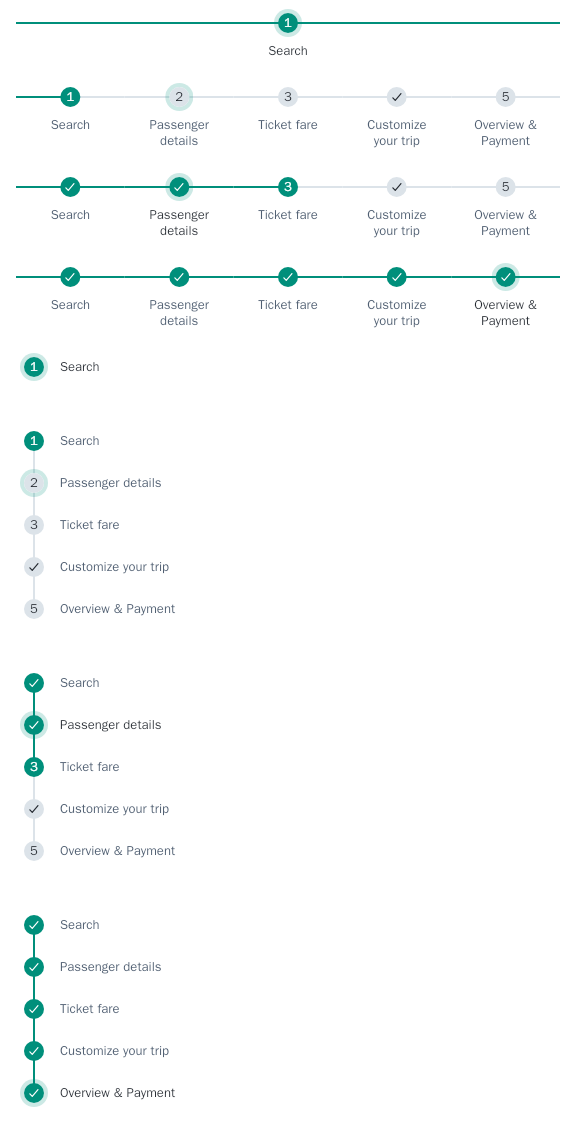 1
Search
1 2 3 5
Search Passenger details Ticket fare Customize your trip Overview & Payment
3 5
Search Passenger details Ticket fare Customize your trip Overview & Payment
Search Passenger details Ticket fare Customize your trip Overview & Payment
1 Search
1 Search
2 Passenger details
3 Ticket fare
Customize your trip
5 Overview & Payment
Search
Passenger details
3 Ticket fare
Customize your trip
5 Overview & Payment
Search
Passenger details
Ticket fare
Customize your trip
Overview & Payment